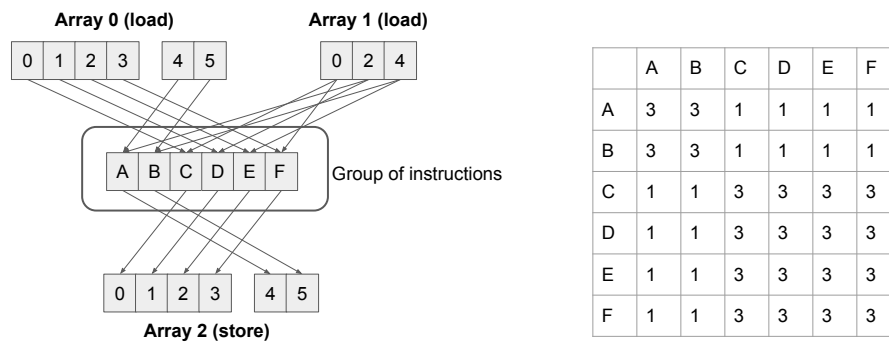 Array 0 (load)
Array 1 (load)
0 1 2 3 4 5 0 2 4
A B C D E F
Group of instructions
0 1 2 3 4 5
Array 2 (store)
A B C D E F
A 3 3 1 1 1 1
B 3 3 1 1 1 1
C 1 1 3 3 3 3
D 1 1 3 3 3 3
E 1 1 3 3 3 3
F 1 1 3 3 3 3